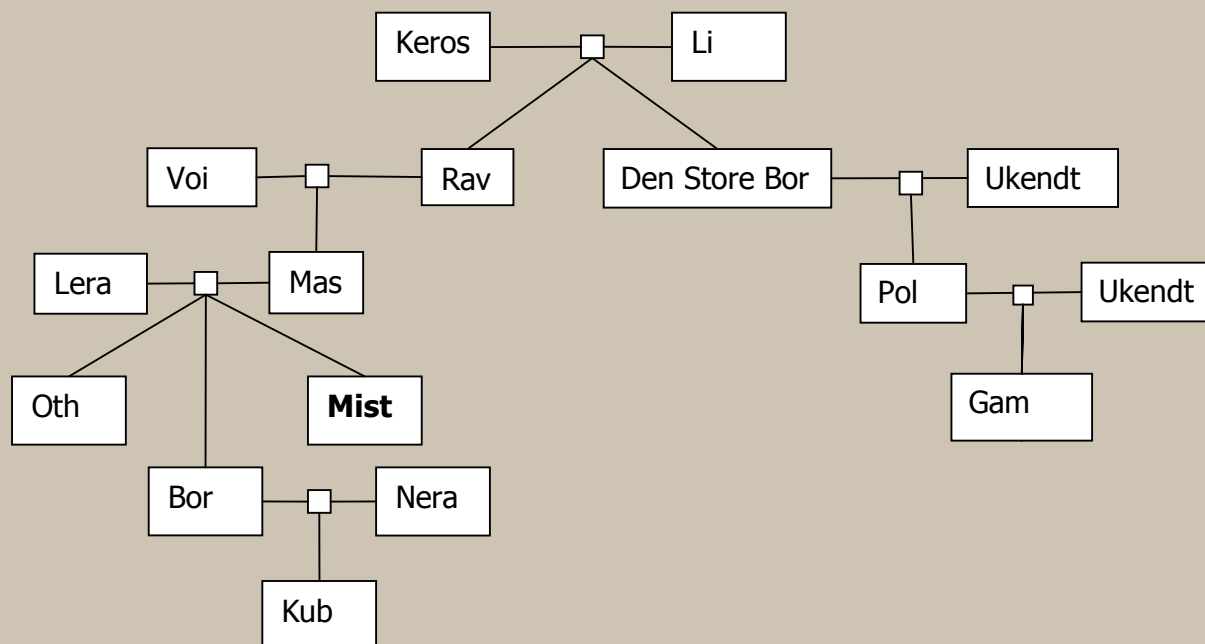 Keros
Li
Voi
Rav
Den Store Bor
Ukendt
Lera
Mas
Pol
Ukendt
Oth
Mist
Gam
Bor
Nera
Kub